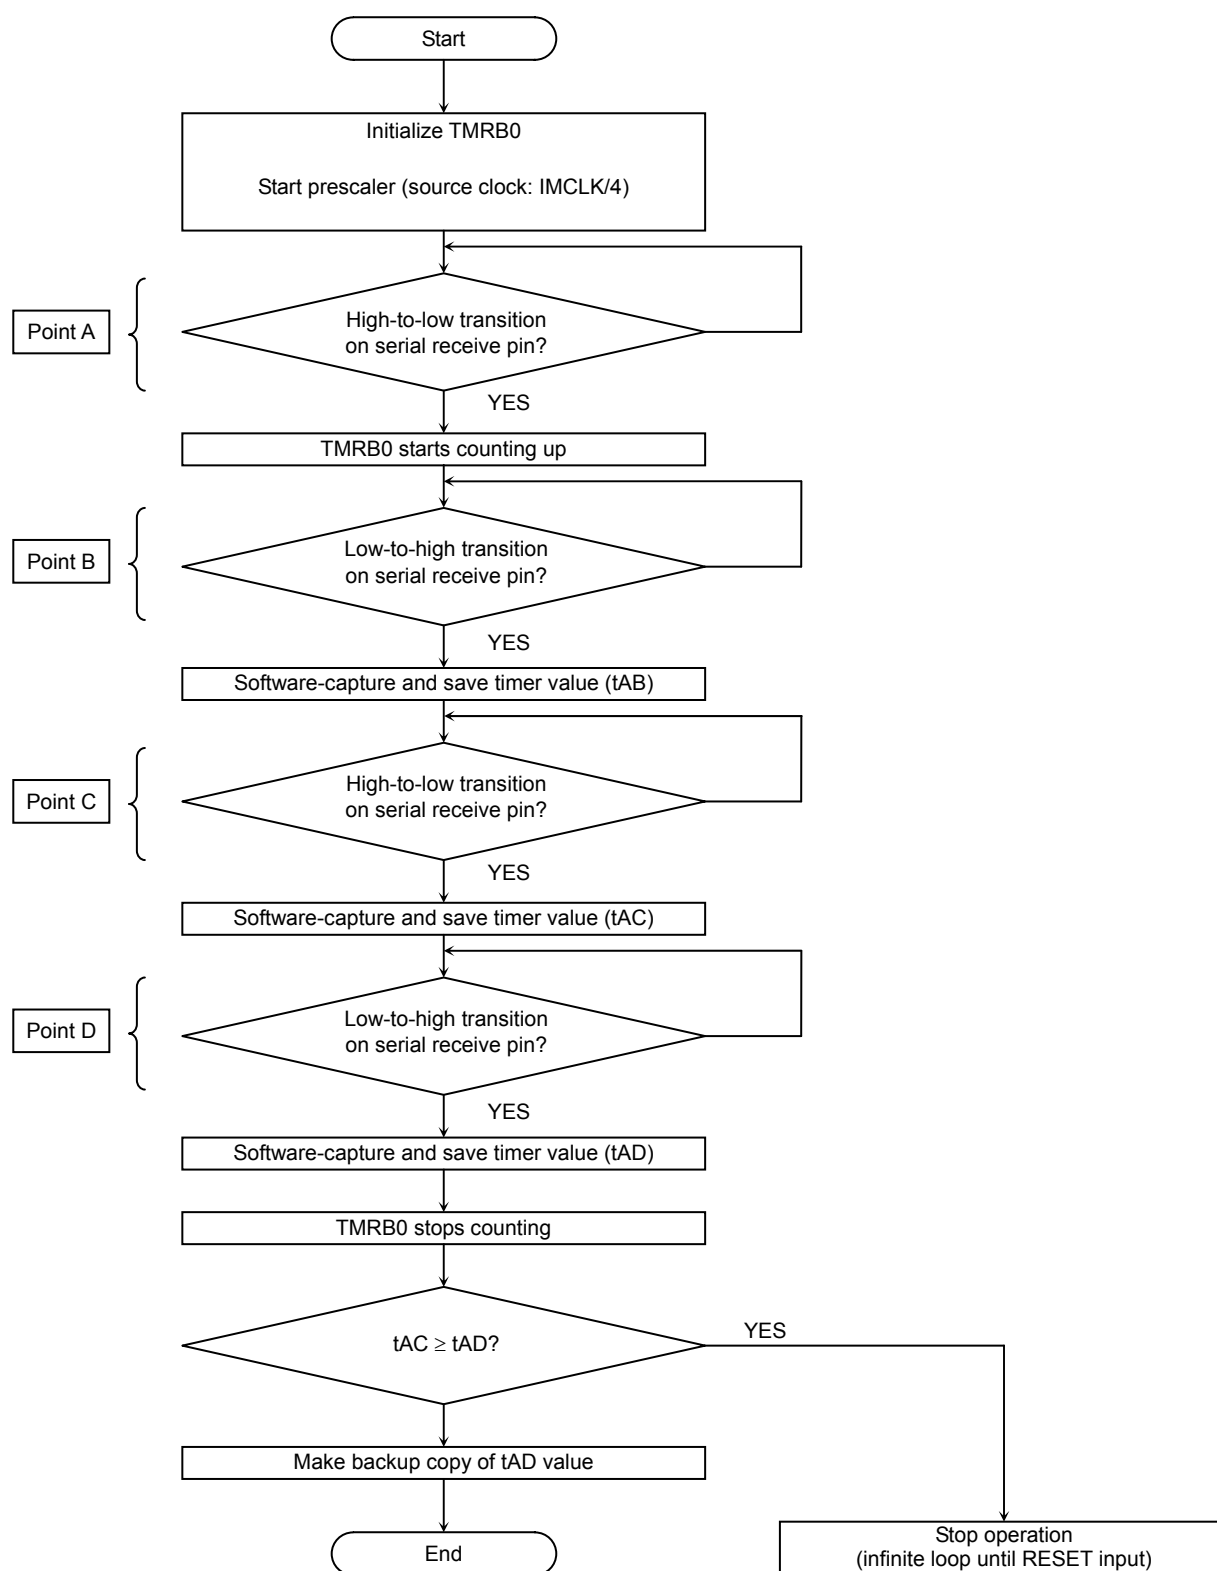 Start
Initialize TMRB0
Start prescaler (source clock: IMCLK/4)
Point A
High-to-low transition
on serial receive pin?
YES
TMRB0 starts counting up
Point B
Low-to-high transition
on serial receive pin?
YES
Software-capture and save timer value (tAB)
Point C
High-to-low transition
on serial receive pin?
YES
Software-capture and save timer value (tAC)
Point D
Low-to-high transition
on serial receive pin?
YES
Software-capture and save timer value (tAD)
TMRB0 stops counting
tAC ≥ tAD?
YES
Make backup copy of tAD value
End
Stop operation
(infinite loop until RESET input)